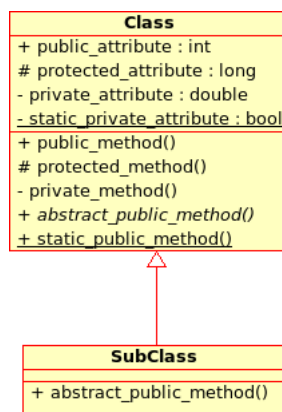 Class
+ public_attribute : int
# protected_attribute : long
- private_attribute : double
- static_private_attribute : bool
+ public_method()
# protected_method()
- private_method()
+ abstract_public_method()
+ static_public_method()
SubClass
+ abstract_public_method()